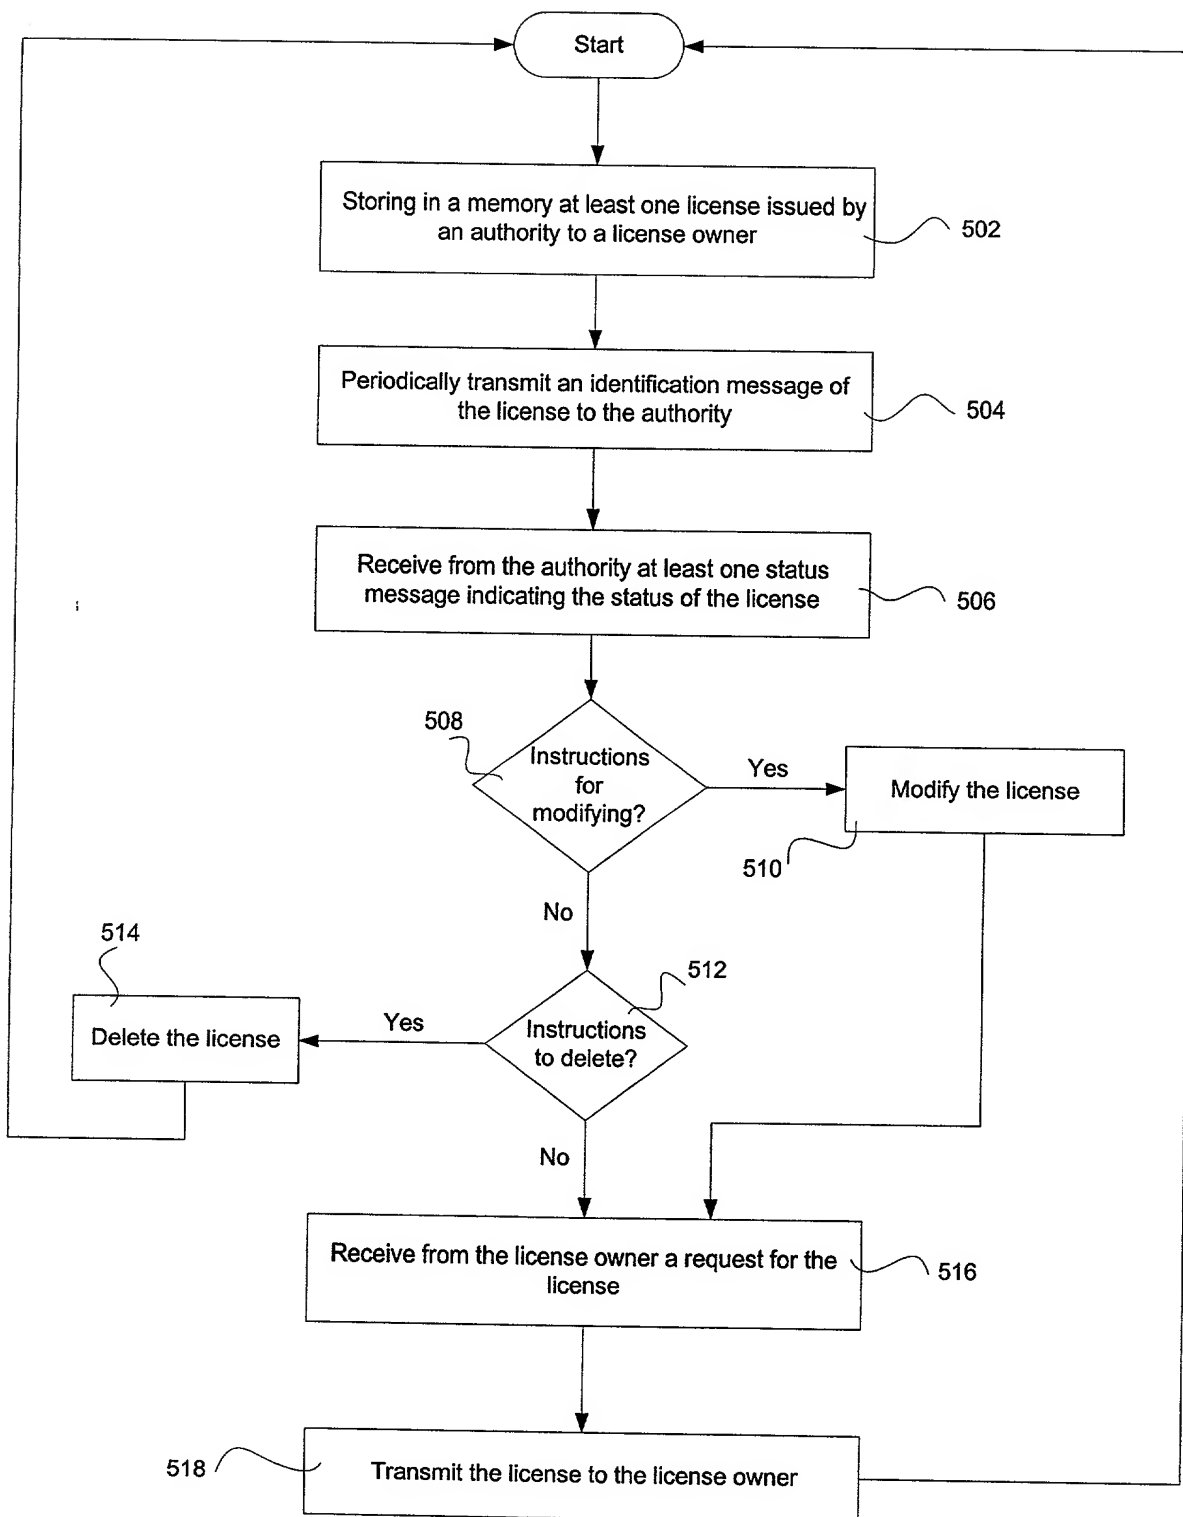 Start
Storing in a memory at least one license issued by
an authority to a license owner
502
Periodically transmit an identification message of
the license to the authority
504
Receive from the authority at least one status
message indicating the status of the license
506
508
Instructions
for
modifying?
Yes
Modify the license
510
No
514
512
Delete the license
Yes
Instructions
to delete?
No
Receive from the license owner a request for the
license
516
518
Transmit the license to the license owner